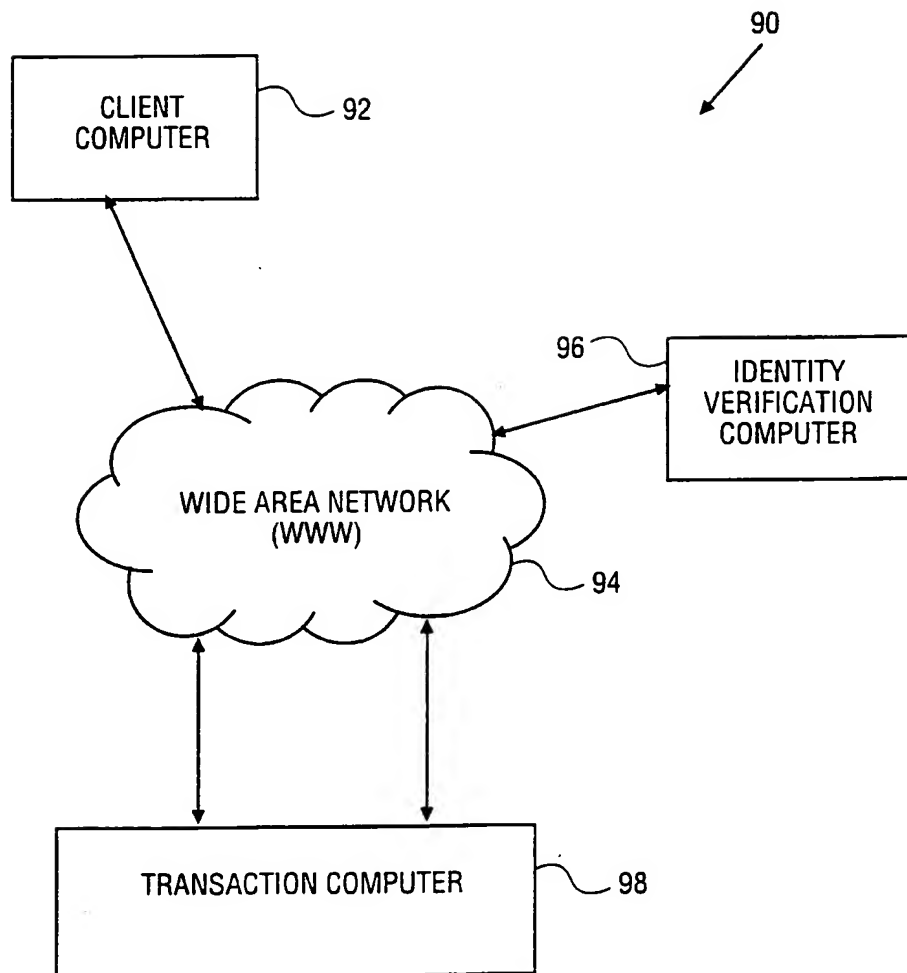 90
CLIENT
COMPUTER
92
96
IDENTITY
VERIFICATION
COMPUTER
WIDE AREA NETWORK
(WWW)
94
TRANSACTION COMPUTER
98